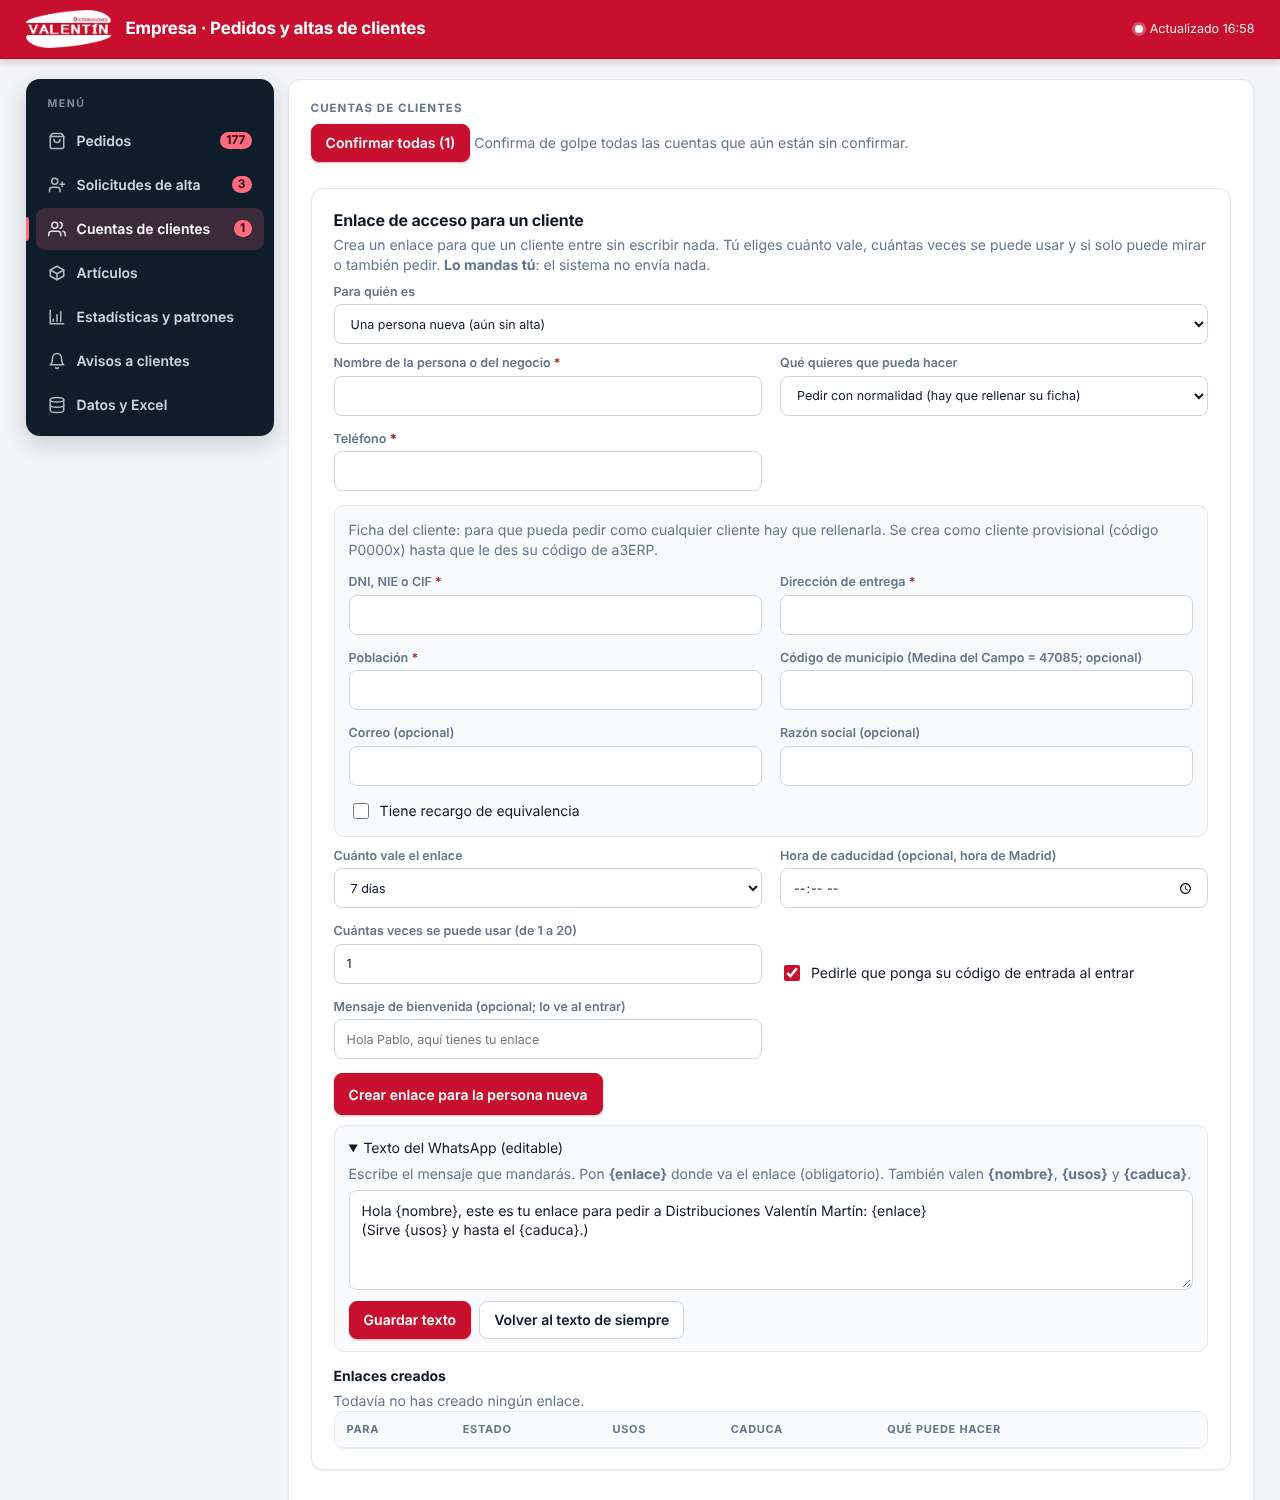 DISTRIBUCIONES
VALENTÍN
Empresa · Pedidos y altas de clientes
Actualizado 16:58
MENÚ
Pedidos 177
Solicitudes de alta 3
Cuentas de clientes 1
Artículos
Estadísticas y patrones
Avisos a clientes
Datos y Excel
CUENTAS DE CLIENTES
Confirmar todas (1) Confirma de golpe todas las cuentas que aún están sin confirmar.
Enlace de acceso para un cliente
Crea un enlace para que un cliente entre sin escribir nada. Tú eliges cuánto vale, cuántas veces se puede usar y si solo puede mirar
o también pedir. Lo mandas tú: el sistema no envía nada.
Para quién es
Una persona nueva (aún sin alta)
Nombre de la persona o del negocio *
Qué quieres que pueda hacer
Pedir con normalidad (hay que rellenar su ficha)
Teléfono *
Ficha del cliente: para que pueda pedir como cualquier cliente hay que rellenarla. Se crea como cliente provisional (código
P0000x) hasta que le des su código de a3ERP.
DNI, NIE o CIF *
Dirección de entrega *
Población *
Código de municipio (Medina del Campo = 47085; opcional)
Correo (opcional)
Razón social (opcional)
Tiene recargo de equivalencia
Cuánto vale el enlace
7 días
Hora de caducidad (opcional, hora de Madrid)
--:-- --
Cuántas veces se puede usar (de 1 a 20)
1
Pedirle que ponga su código de entrada al entrar
Mensaje de bienvenida (opcional; lo ve al entrar)
Hola Pablo, aquí tienes tu enlace
Crear enlace para la persona nueva
Texto del WhatsApp (editable)
Escribe el mensaje que mandarás. Pon {enlace} donde va el enlace (obligatorio). También valen {nombre}, {usos} y {caduca}.
Hola {nombre}, este es tu enlace para pedir a Distribuciones Valentín Martín: {enlace}
(Sirve {usos} y hasta el {caduca}.)
Guardar texto
Volver al texto de siempre
Enlaces creados
Todavía no has creado ningún enlace.
PARA ESTADO USOS CADUCA QUÉ PUEDE HACER